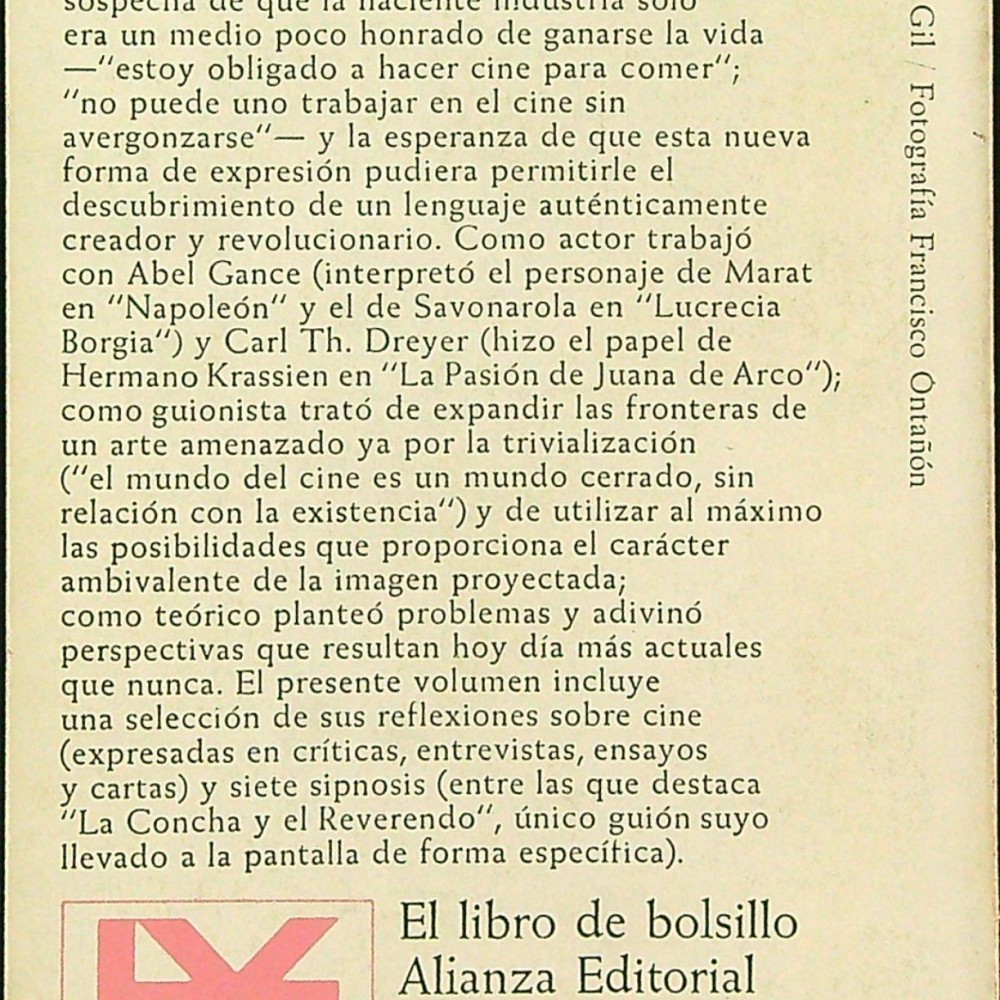 sospecha de que la naciente industria sólo
era un medio poco honrado de ganarse la vida
—“estoy obligado a hacer cine para comer“;
“no puede uno trabajar en el cine sin
avergonzarse“— y la esperanza de que esta nueva
forma de expresión pudiera permitirle el
descubrimiento de un lenguaje auténticamente
creador y revolucionario. Como actor trabajó
con Abel Gance (interpretó el personaje de Marat
en “Napoleón“ y el de Savonarola en “Lucrecia
Borgia“) y Carl Th. Dreyer (hizo el papel de
Hermano Krassien en “La Pasión de Juana de Arco“);
como guionista trató de expandir las fronteras de
un arte amenazado ya por la trivialización
(“el mundo del cine es un mundo cerrado, sin
relación con la existencia“) y de utilizar al máximo
las posibilidades que proporciona el carácter
ambivalente de la imagen proyectada;
como teórico planteó problemas y adivinó
perspectivas que resultan hoy día más actuales
que nunca. El presente volumen incluye
una selección de sus reflexiones sobre cine
(expresadas en críticas, entrevistas, ensayos
y cartas) y siete sipnosis (entre las que destaca
“La Concha y el Reverendo“, único guión suyo
llevado a la pantalla de forma específica).
El libro de bolsillo
Alianza Editorial
Gil / Fotografía Francisco Ontañón